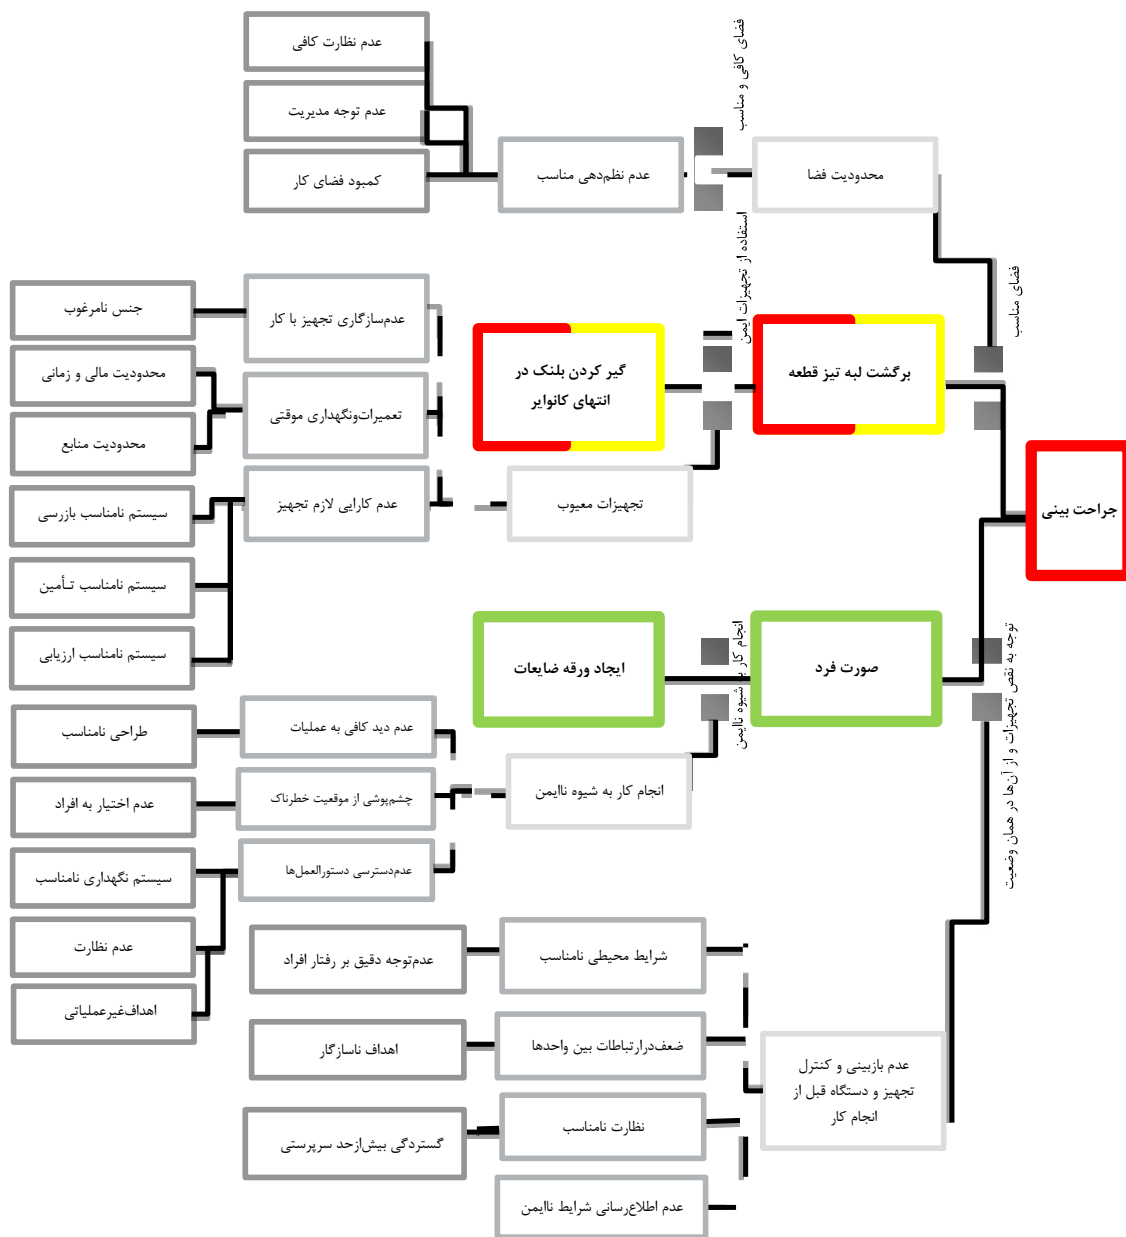 عدم نظارت کافی
عدم توجه مدیریت
کمبود فضای کار
عدم نظم‌دهی مناسب
فضای کافی و مناسب
محدودیت فضا
فضای مناسب
استفاده از تجهیزات ایمن
جراحت بینی
برگشت لبه تیز قطعه
گیر کردن بلنک در
انتهای کانوایر
تجهیزات معیوب
عدم‌سازگاری تجهیز با کار
جنس نامرغوب
تعمیرات‌ونگهداری موقتی
محدودیت مالی و زمانی
محدودیت منابع
عدم کارایی لازم تجهیز
سیستم نامناسب بازرسی
سیستم نامناسب تـأمین
سیستم نامناسب ارزیابی
توجه به نقص تجهیزات و از آن‌ها در همان وضعیت
صورت فرد
انجام کار به شیوه ناایمن
ایجاد ورقه ضایعات
انجام کار به شیوه ناایمن
عدم دید کافی به عملیات
طراحی نامناسب
چشم‌پوشی از موقعیت خطرناک
عدم اختیار به افراد
عدم‌دسترسی دستورالعمل‌ها
سیستم نگهداری نامناسب
عدم نظارت
اهداف‌غیرعملیاتی
عدم بازبینی و کنترل
تجهیز و دستگاه قبل از
انجام کار
شرایط محیطی نامناسب
عدم‌توجه دقیق بر رفتار افراد
ضعف‌درارتباطات بین واحدها
اهداف ناسازگار
نظارت نامناسب
گستردگی بیش‌ازحد سرپرستی
عدم اطلاع‌رسانی شرایط ناایمن